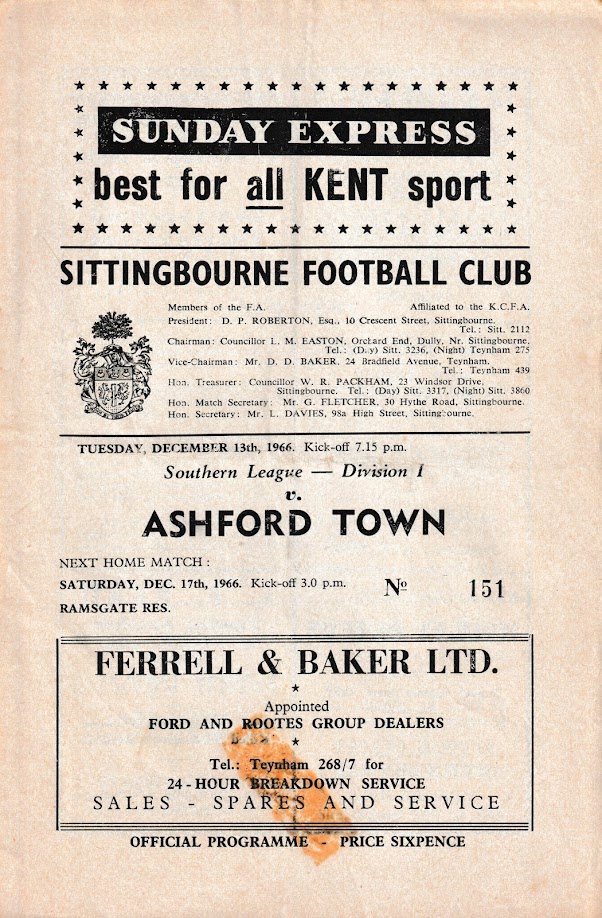 SUNDAY EXPRESS
best for all KENT sport
SITTINGBOURNE FOOTBALL CLUB
Members of the F.A. Affiliated to the K.C.F.A.
President: D. P. ROBERTON, Esq., 10 Crescent Street, Sittingbourne.
Tel.: Sitt. 2112
Chairman: Councillor L. M. EASTON, Orchard End, Dully, Nr. Sittingbourne.
Tel.: (Day) Sitt. 3236, (Night) Teynham 275
Vice-Chairman: Mr. D. D. BAKER, 24 Bradfield Avenue, Teynham.
Tel.: Teynham 439
Hon. Treasurer: Councillor W. R. PACKHAM, 23 Windsor Drive,
Sittingbourne. Tel.: (Day) Sitt. 3317, (Night) Sitt. 3860
Hon. Match Secretary: Mr. G. FLETCHER, 30 Hythe Road, Sittingbourne.
Hon. Secretary: Mr. L. DAVIES, 98a High Street, Sittingbourne.
TUESDAY, DECEMBER 13th, 1966. Kick-off 7.15 p.m.
Southern League — Division I
v.
ASHFORD TOWN
NEXT HOME MATCH :
SATURDAY, DEC. 17th, 1966. Kick-off 3.0 p.m. No 151
RAMSGATE RES.
FERRELL & BAKER LTD.
Appointed
FORD AND ROOTES GROUP DEALERS
Tel.: Teynham 268/7 for
24-HOUR BREAKDOWN SERVICE
SALES - SPARES AND SERVICE
OFFICIAL PROGRAMME - PRICE SIXPENCE